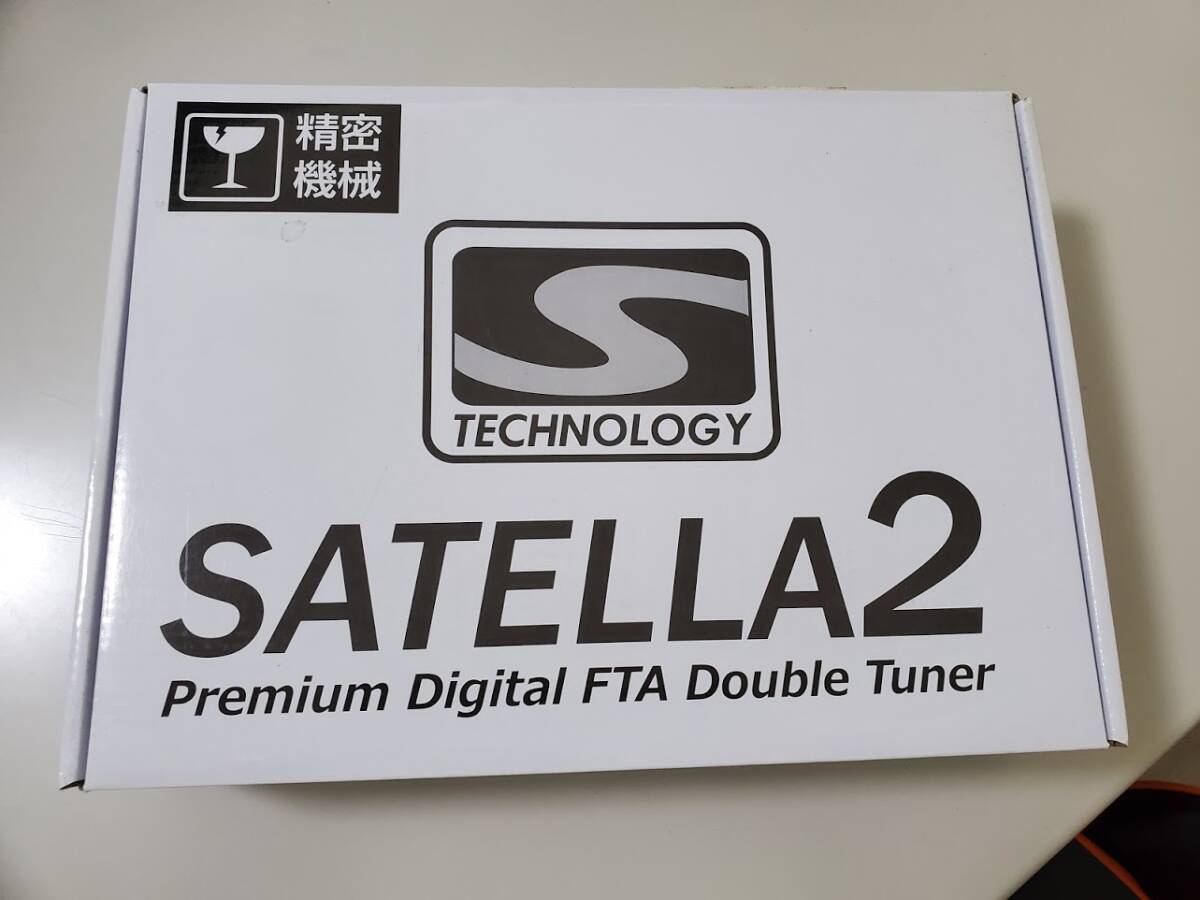 精密
機械
TECHNOLOGY
SATELLA2
Premium Digital FTA Double Tuner